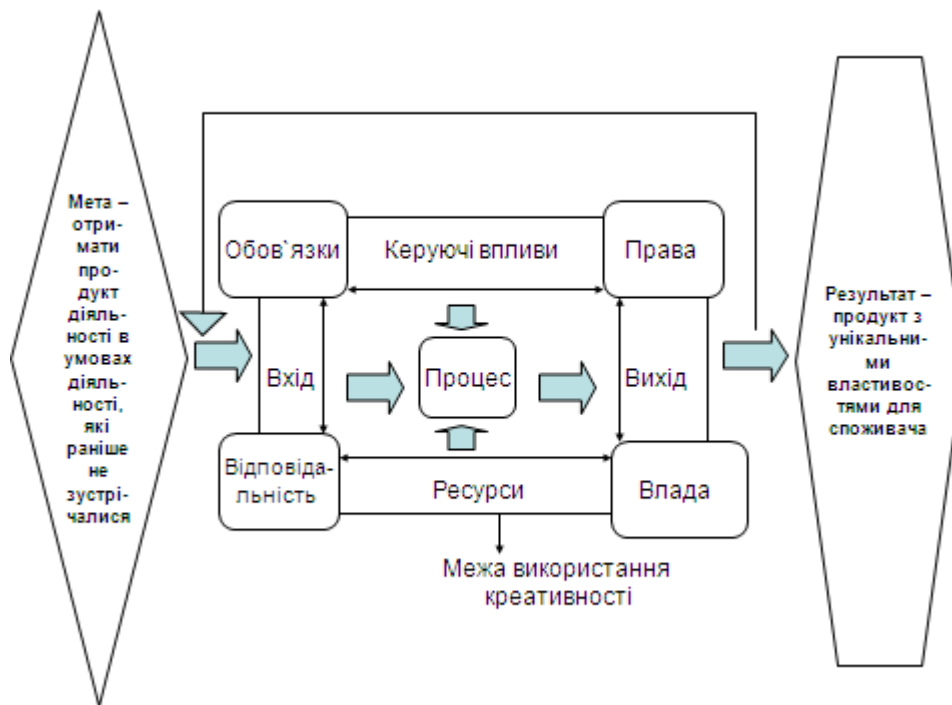 Мета –
отри-
мати
про-
дукт
діяль-
ності в
умовах
діяль-
ності,
які
раніше
не
зустрі-
чалися
Обов`язки
Керуючі впливи
Права
Вхід
Процес
Вихід
Відповіда-
льність
Ресурси
Влада
Межа використання
креативності
Результат –
продукт з
унікальни-
ми
властивос-
тями для
споживача